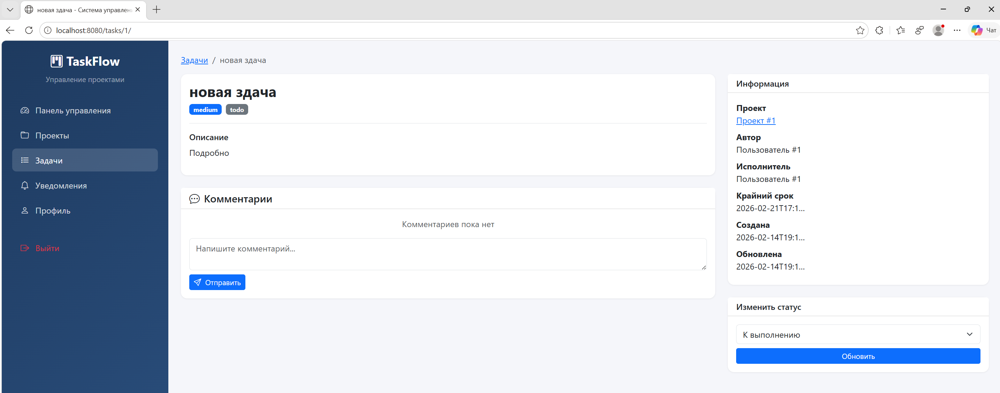 новая здача - Система управлени
localhost:8080/tasks/1/
Чат
TaskFlow
Управление проектами
Панель управления
Проекты
Задачи
Уведомления
Профиль
Выйти
Задачи / новая здача
новая здача
medium todo
Описание
Подробно
Комментарии
Комментариев пока нет
Напишите комментарий...
Отправить
Информация
Проект
Проект #1
Автор
Пользователь #1
Исполнитель
Пользователь #1
Крайний срок
2026-02-21T17:1...
Создана
2026-02-14T19:1...
Обновлена
2026-02-14T19:1...
Изменить статус
К выполнению
Обновить